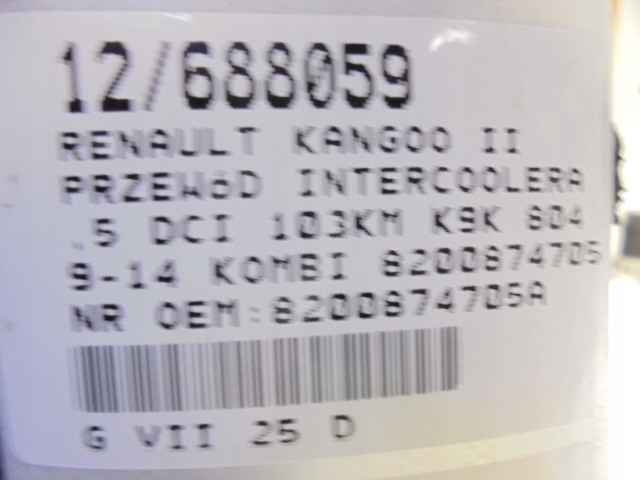 12/688059
RENAULT KANGOO II
PRZEWóD INTERCOOLERA
.5 DCI 103KM K9K 804
9-14 KOMBI 8200874705
NR OEM:8200874705A
G VII 25 D